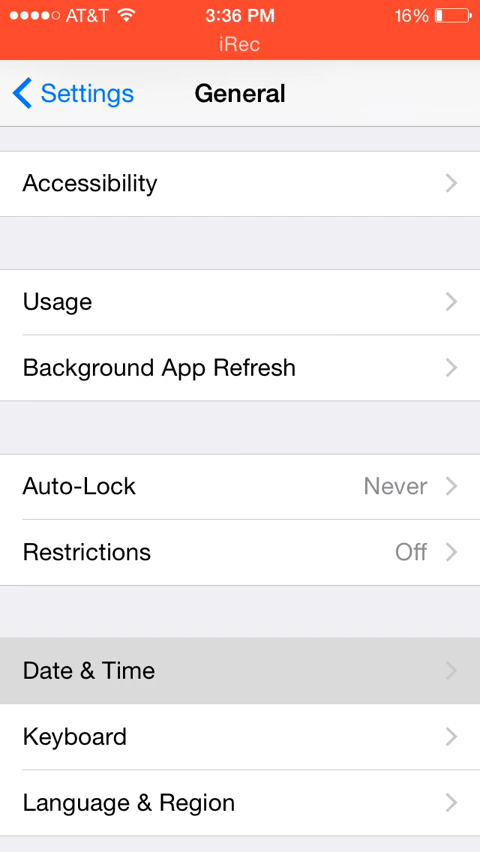 AT&T 3:36 PM 16%
iRec
Settings General
Accessibility
Usage
Background App Refresh
Auto-Lock Never
Restrictions Off
Date & Time
Keyboard
Language & Region